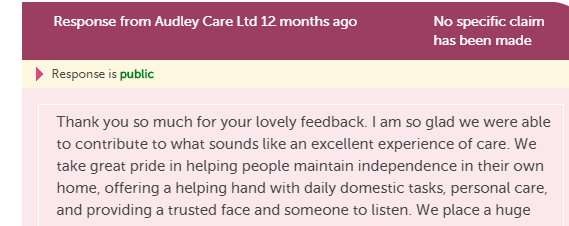 Response from Audley Care Ltd 12 months ago
No specific claim
has been made
Response is public
Thank you so much for your lovely feedback. I am so glad we were able
to contribute to what sounds like an excellent experience of care. We
take great pride in helping people maintain independence in their own
home, offering a helping hand with daily domestic tasks, personal care,
and providing a trusted face and someone to listen. We place a huge